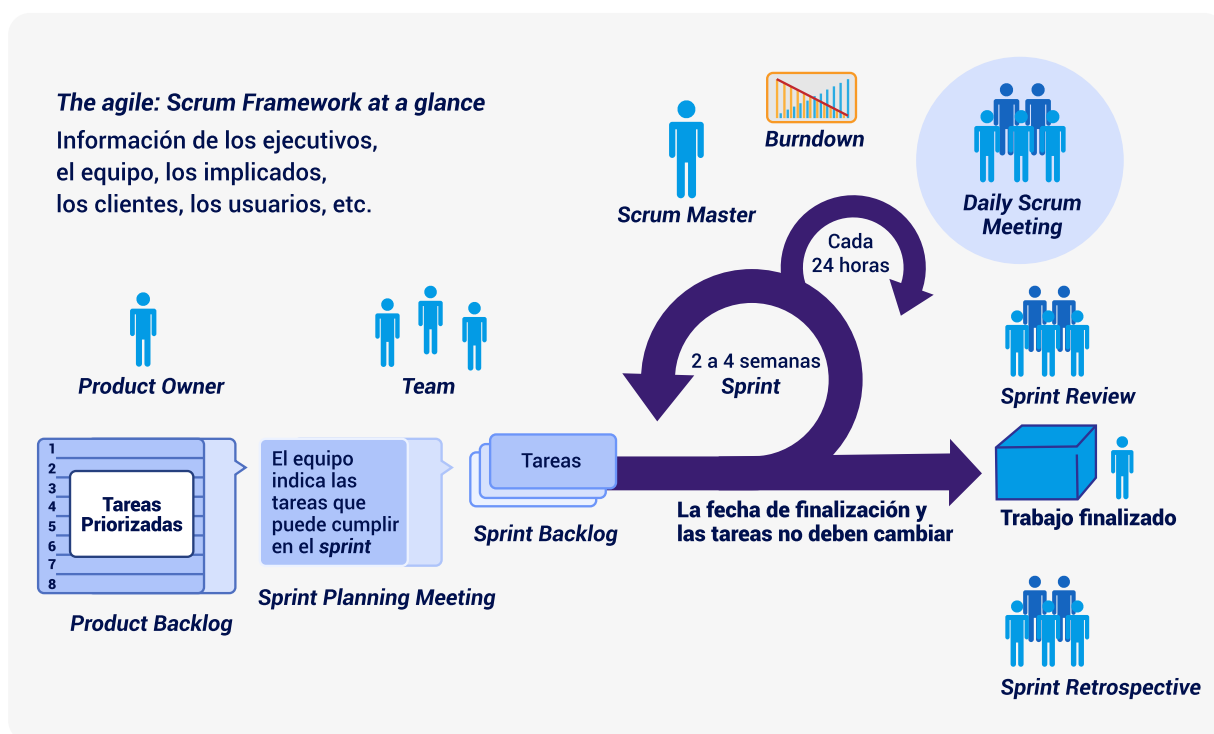 The agile: Scrum Framework at a glance
Información de los ejecutivos,
el equipo, los implicados,
los clientes, los usuarios, etc.
Burndown
Scrum Master
Daily Scrum
Meeting
Cada
24 horas
Product Owner
Team
2 a 4 semanas
Sprint
Sprint Review
1
2
3
4
5
6
7
8
Tareas
Priorizadas
Product Backlog
El equipo
indica las
tareas que
puede cumplir
en el sprint
Sprint Planning Meeting
Tareas
Sprint Backlog
La fecha de finalización y
las tareas no deben cambiar
Trabajo finalizado
Sprint Retrospective